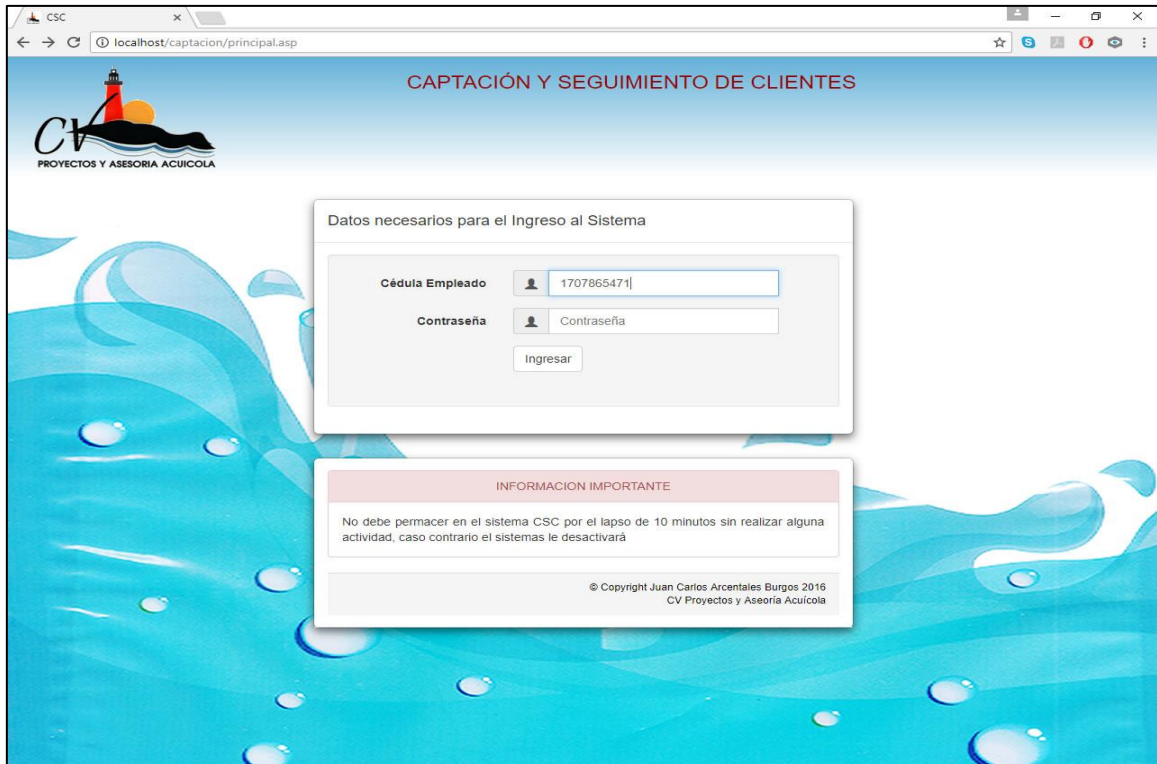 CSC
localhost/captacion/principal.asp
CAPTACIÓN Y SEGUIMIENTO DE CLIENTES
CV
PROYECTOS Y ASESORIA ACUICOLA
Datos necesarios para el Ingreso al Sistema
Cédula Empleado
1707865471
Contraseña
Contraseña
Ingresar
INFORMACION IMPORTANTE
No debe permacer en el sistema CSC por el lapso de 10 minutos sin realizar alguna
actividad, caso contrario el sistemas le desactivará
© Copyright Juan Carlos Arcentales Burgos 2016
CV Proyectos y Aseoría Acuícola